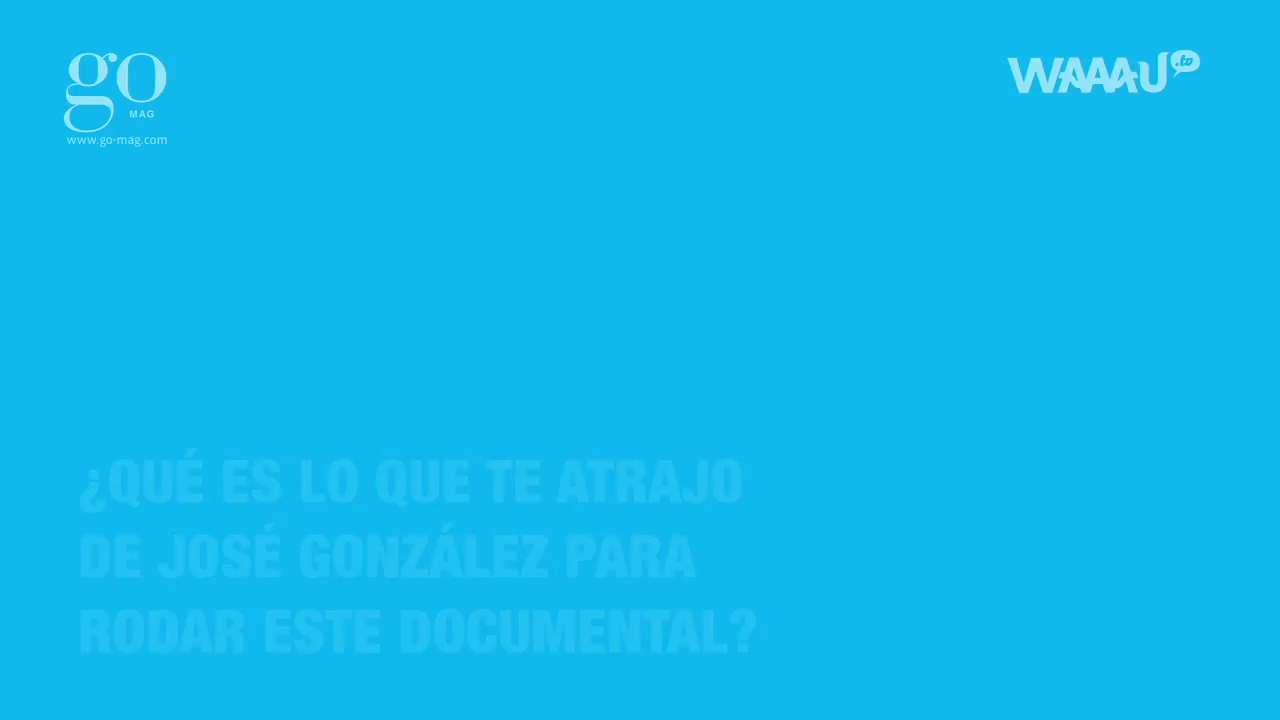 go
MAG
www.go-mag.com
WAAAU.tv
¿QUÉ ES LO QUE TE ATRAJO
DE JOSÉ GONZÁLEZ PARA
RODAR ESTE DOCUMENTAL?